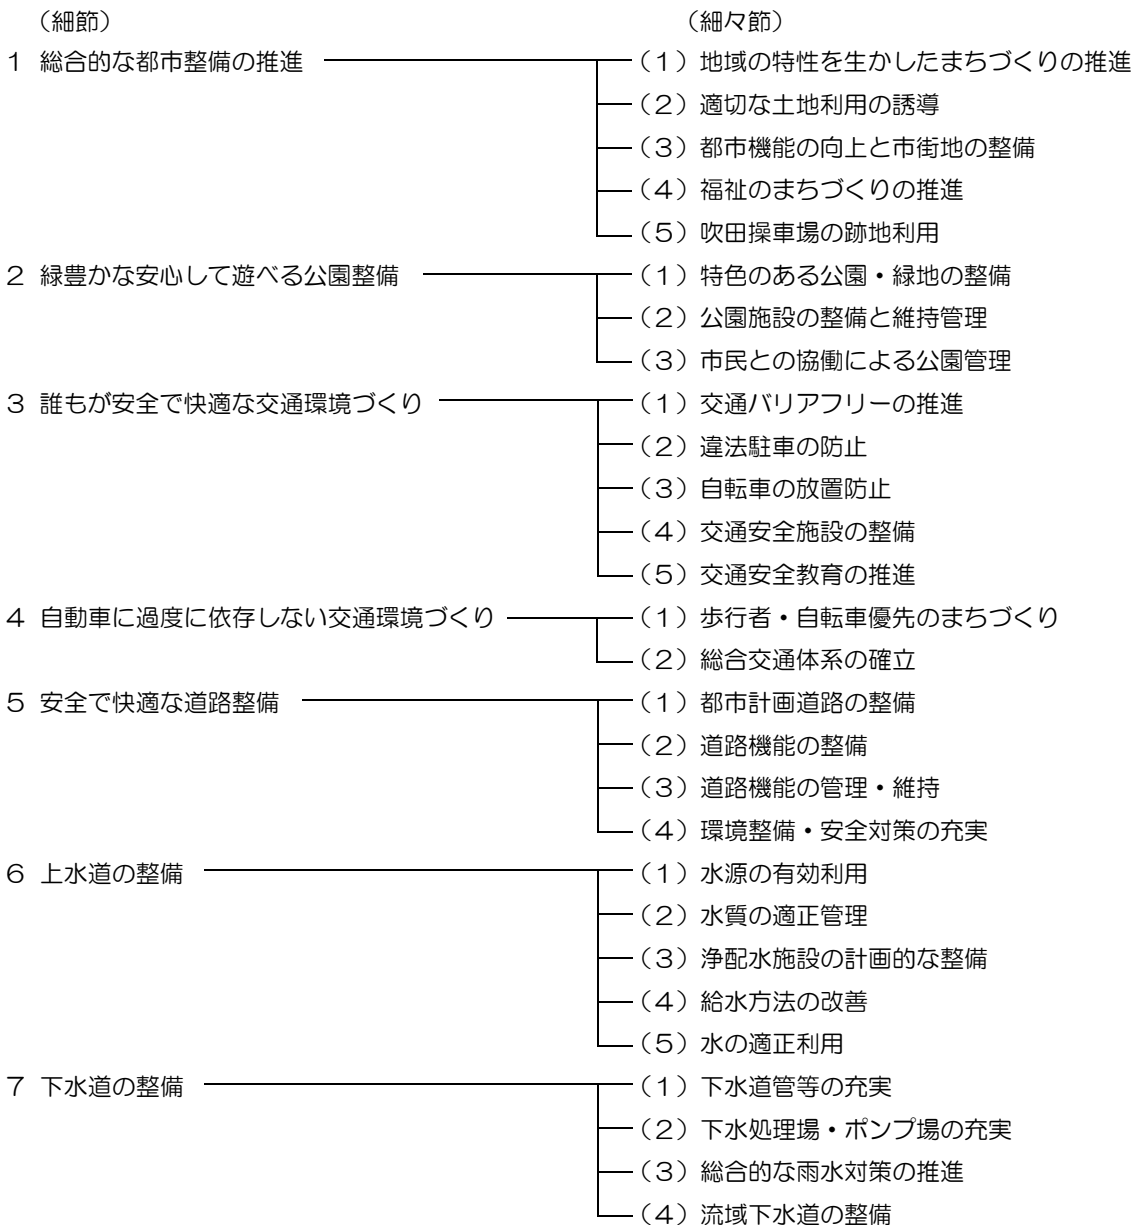 （細節） （細々節）
１ 総合的な都市整備の推進 （１）地域の特性を生かしたまちづくりの推進
（２）適切な土地利用の誘導
（３）都市機能の向上と市街地の整備
（４）福祉のまちづくりの推進
（５）吹田操車場の跡地利用
２ 緑豊かな安心して遊べる公園整備 （１）特色のある公園・緑地の整備
（２）公園施設の整備と維持管理
（３）市民との協働による公園管理
３ 誰もが安全で快適な交通環境づくり （１）交通バリアフリーの推進
（２）違法駐車の防止
（３）自転車の放置防止
（４）交通安全施設の整備
（５）交通安全教育の推進
４ 自動車に過度に依存しない交通環境づくり （１）歩行者・自転車優先のまちづくり
（２）総合交通体系の確立
５ 安全で快適な道路整備 （１）都市計画道路の整備
（２）道路機能の整備
（３）道路機能の管理・維持
（４）環境整備・安全対策の充実
６ 上水道の整備 （１）水源の有効利用
（２）水質の適正管理
（３）浄配水施設の計画的な整備
（４）給水方法の改善
（５）水の適正利用
７ 下水道の整備 （１）下水道管等の充実
（２）下水処理場・ポンプ場の充実
（３）総合的な雨水対策の推進
（４）流域下水道の整備